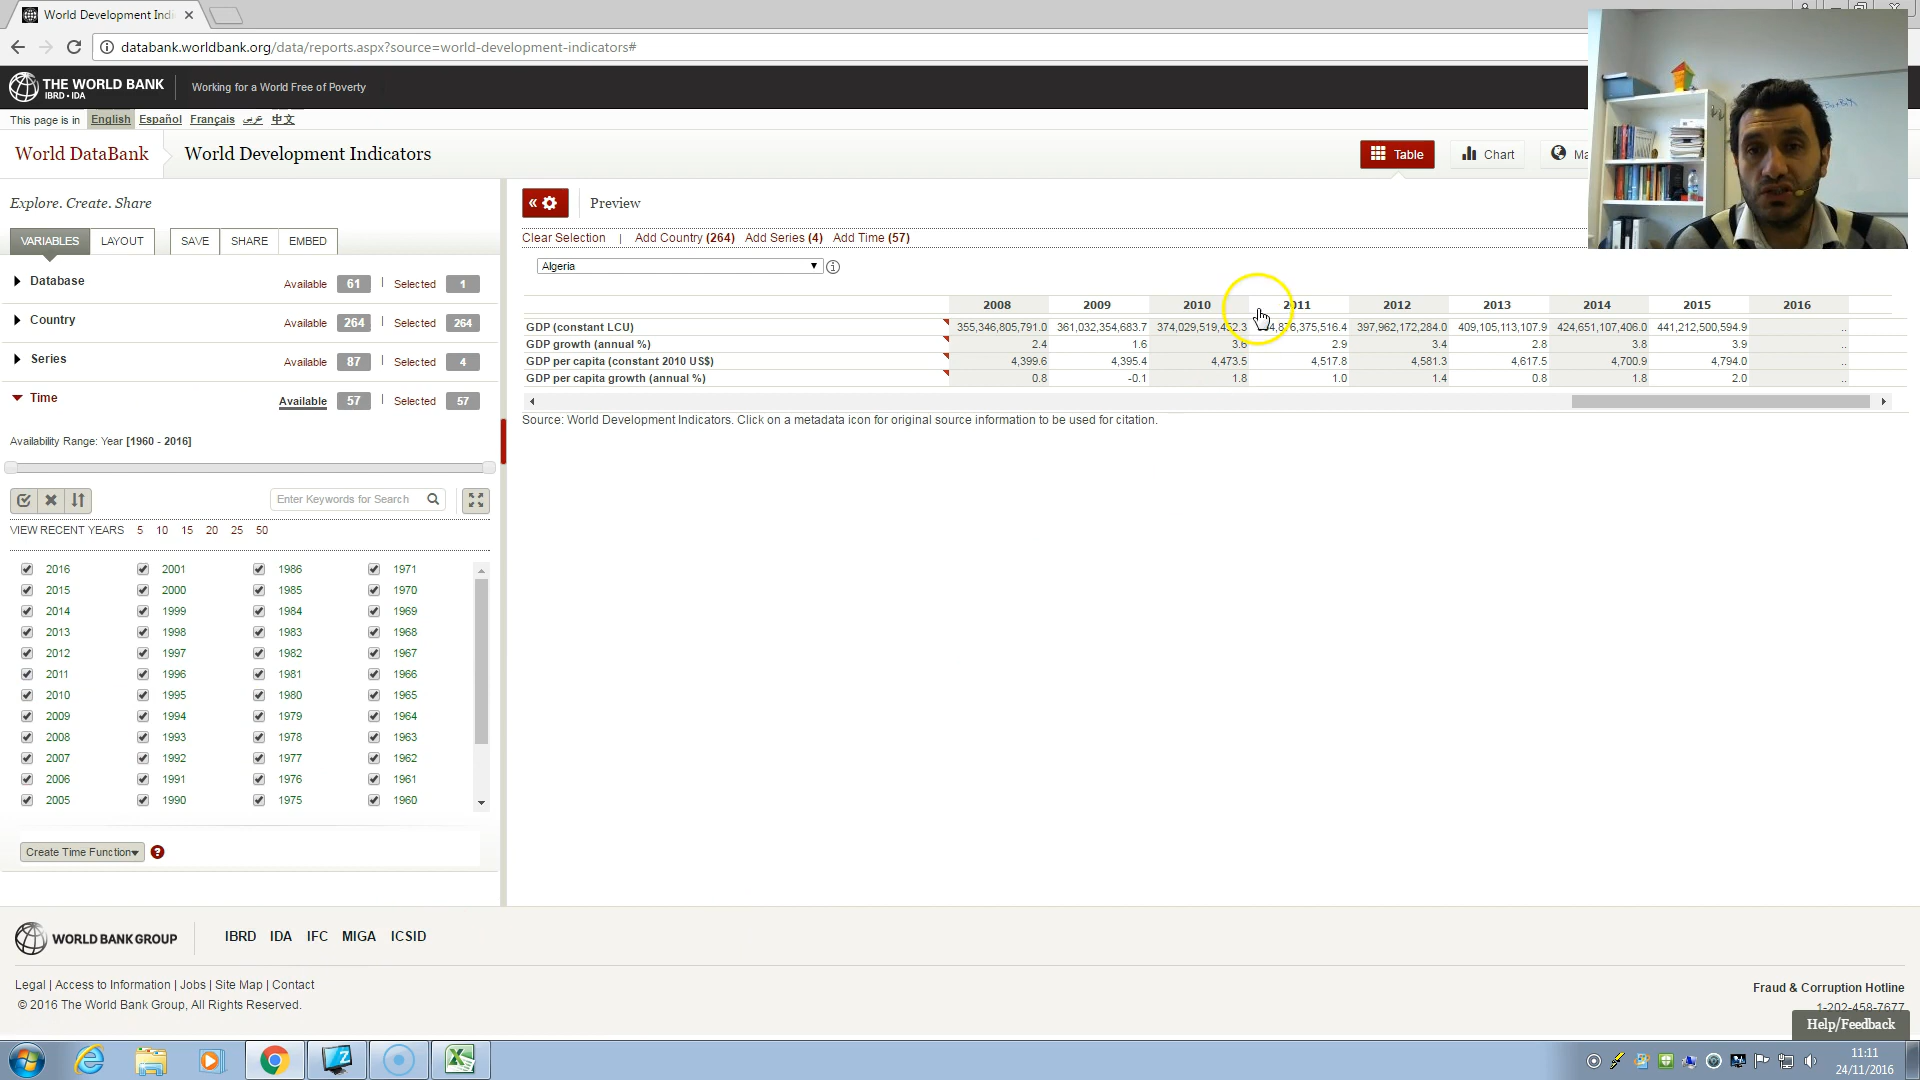 World Development Indi
databank.worldbank.org/data/reports.aspx?source=world-development-indicators#
THE WORLD BANK
IBRD • IDA
Working for a World Free of Poverty
This page is in English Español Français عربي 中文
World DataBank World Development Indicators
Table Chart Ma
Explore. Create. Share
« Preview
VARIABLES LAYOUT SAVE SHARE EMBED
Clear Selection | Add Country (264) Add Series (4) Add Time (57)
Algeria
Database Available 61 | Selected 1
Country Available 264 | Selected 264
Series Available 87 | Selected 4
Time Available 57 | Selected 57
2008 2009 2010 2011 2012 2013 2014 2015 2016
GDP (constant LCU) 355,346,805,791.0 361,032,354,683.7 374,029,519,452.3 876,375,516.4 397,962,172,284.0 409,105,113,107.9 424,651,107,406.0 441,212,500,594.9 ..
GDP growth (annual %) 2.4 1.6 3.6 2.9 3.4 2.8 3.8 3.9 ..
GDP per capita (constant 2010 US$) 4,399.6 4,395.4 4,473.5 4,517.8 4,581.3 4,617.5 4,700.9 4,794.0 ..
GDP per capita growth (annual %) 0.8 -0.1 1.8 1.0 1.4 0.8 1.8 2.0 ..
Source: World Development Indicators. Click on a metadata icon for original source information to be used for citation.
Availability Range: Year [1960 - 2016]
Enter Keywords for Search
VIEW RECENT YEARS 5 10 15 20 25 50
2016 2001 1986 1971
2015 2000 1985 1970
2014 1999 1984 1969
2013 1998 1983 1968
2012 1997 1982 1967
2011 1996 1981 1966
2010 1995 1980 1965
2009 1994 1979 1964
2008 1993 1978 1963
2007 1992 1977 1962
2006 1991 1976 1961
2005 1990 1975 1960
Create Time Function
WORLD BANK GROUP IBRD IDA IFC MIGA ICSID
Legal | Access to Information | Jobs | Site Map | Contact
© 2016 The World Bank Group, All Rights Reserved.
Fraud & Corruption Hotline
1-202-458-7677
Help/Feedback
11:11
24/11/2016